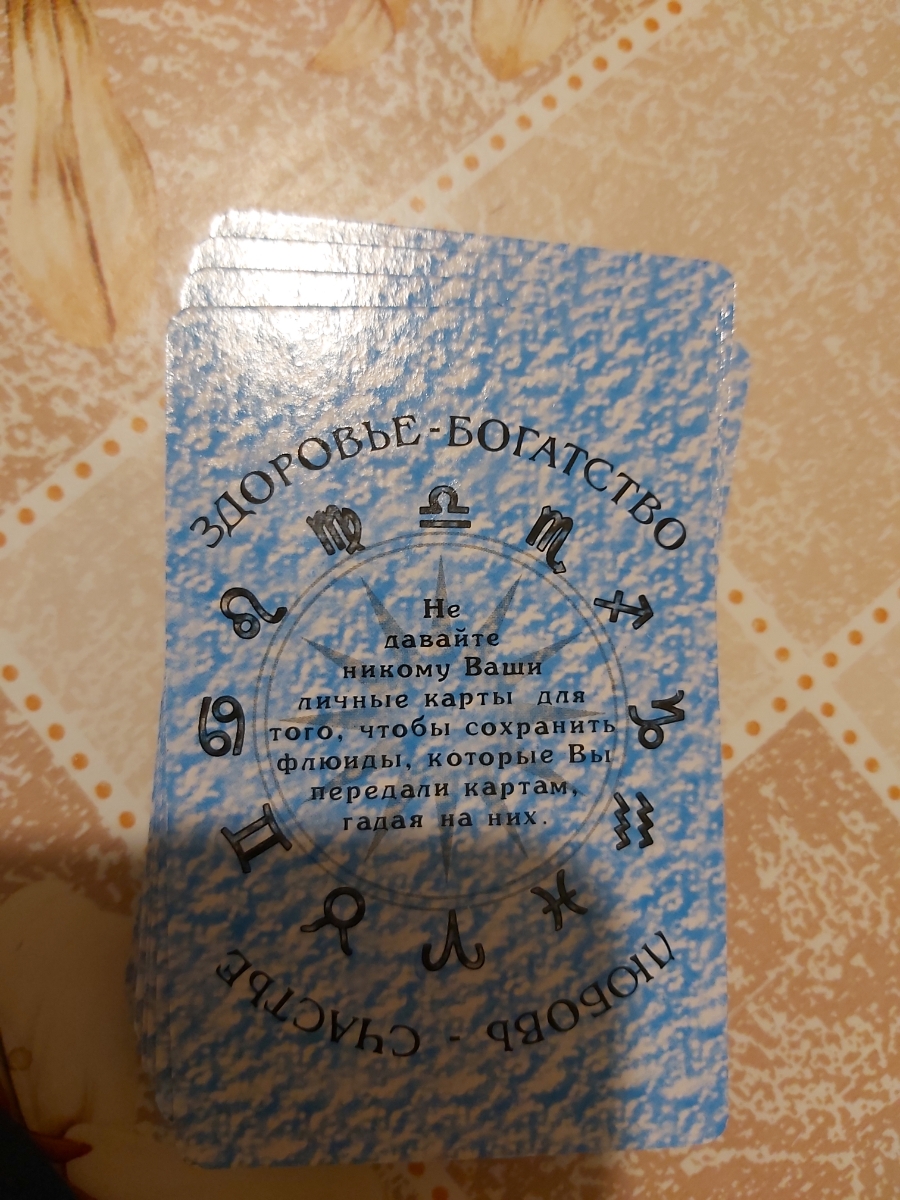 ЗДОРОВЬЕ-БОГАТСТВО
Не
давайте
никому Ваши
личные карты для
того, чтобы сохранить
флюиды, которые Вы
передали картам,
гадая на них.
ЛЮБОВЬ - СЧАСТЬЕ